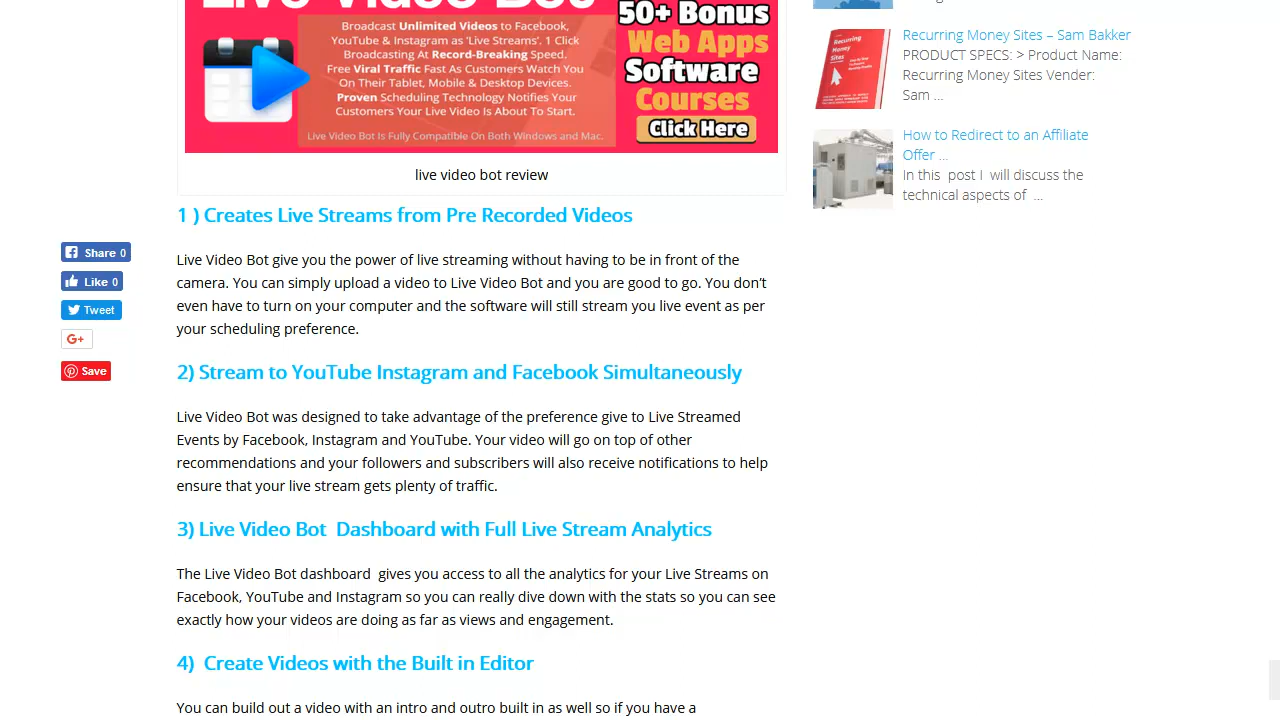 Live Video Bot
Broadcast Unlimited Videos to Facebook,
YouTube & Instagram as 'Live Streams'. 1 Click
Broadcasting At Record-Breaking Speed.
Free Viral Traffic Fast As Customers Watch You
On Their Tablet, Mobile & Desktop Devices.
Proven Scheduling Technology Notifies Your
Customers Your Live Video Is About To Start.
Live Video Bot Is Fully Compatible On Both Windows and Mac.
50+ Bonus
Web Apps
Software
Courses
Click Here
live video bot review
1 ) Creates Live Streams from Pre Recorded Videos
Live Video Bot give you the power of live streaming without having to be in front of the
camera. You can simply upload a video to Live Video Bot and you are good to go. You don't
even have to turn on your computer and the software will still stream you live event as per
your scheduling preference.
2) Stream to YouTube Instagram and Facebook Simultaneously
Live Video Bot was designed to take advantage of the preference give to Live Streamed
Events by Facebook, Instagram and YouTube. Your video will go on top of other
recommendations and your followers and subscribers will also receive notifications to help
ensure that your live stream gets plenty of traffic.
3) Live Video Bot  Dashboard with Full Live Stream Analytics
The Live Video Bot dashboard  gives you access to all the analytics for your Live Streams on
Facebook, YouTube and Instagram so you can really dive down with the stats so you can see
exactly how your videos are doing as far as views and engagement.
4)  Create Videos with the Built in Editor
You can build out a video with an intro and outro built in as well so if you have a
Share 0
Like 0
Tweet
G+
Save
Recurring Money Sites – Sam Bakker
PRODUCT SPECS: > Product Name:
Recurring Money Sites Vender:
Sam ...
Recurring
Money
Sites
How to Redirect to an Affiliate
Offer ...
In this  post I  will discuss the
technical aspects of  ...